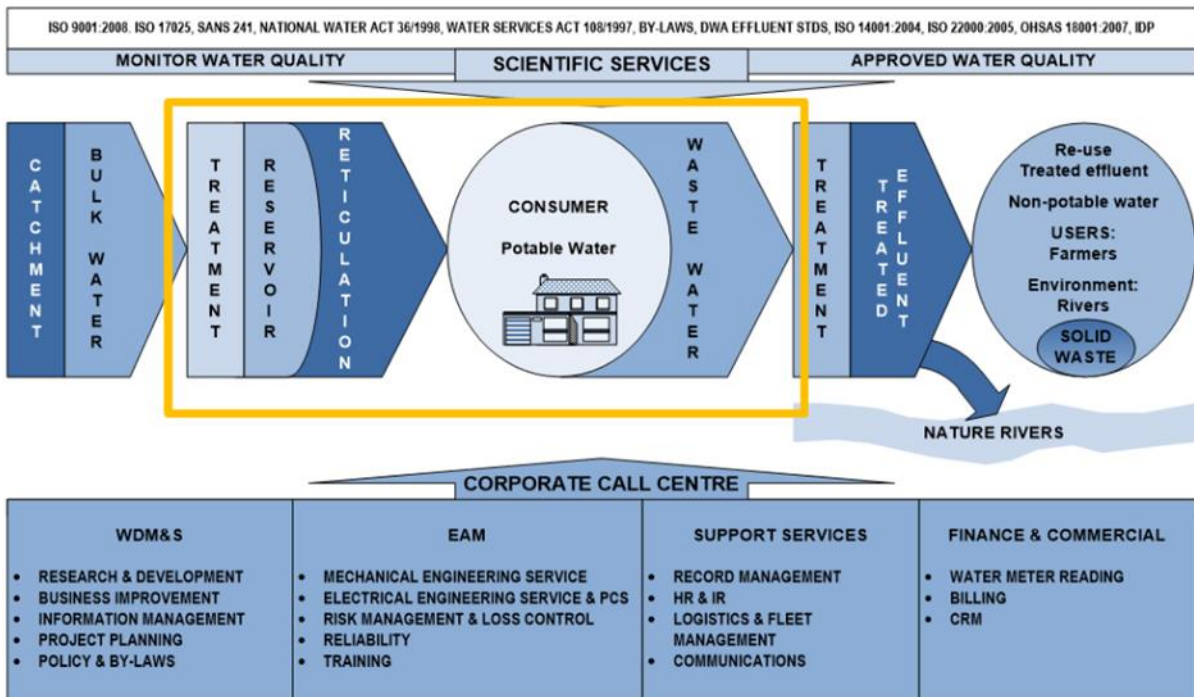 ISO 9001:2008. ISO 17025, SANS 241, NATIONAL WATER ACT 36/1998, WATER SERVICES ACT 108/1997, BY-LAWS, DWA EFFLUENT STDS, ISO 14001:2004, ISO 22000:2005, OHSAS 18001:2007, IDP
MONITOR WATER QUALITY
SCIENTIFIC SERVICES
APPROVED WATER QUALITY
CATCHMENT
BULK WATER
TREATMENT
RESERVOIR
RETICULATION
CONSUMER
Potable Water
WASTE WATER
TREATMENT
TREATED
EFFLUENT
Re-use
Treated effluent
Non-potable water
USERS:
Farmers
Environment:
Rivers
SOLID
WASTE
NATURE RIVERS
CORPORATE CALL CENTRE
WDM&S
• RESEARCH & DEVELOPMENT
• BUSINESS IMPROVEMENT
• INFORMATION MANAGEMENT
• PROJECT PLANNING
• POLICY & BY-LAWS
EAM
• MECHANICAL ENGINEERING SERVICE
• ELECTRICAL ENGINEERING SERVICE & PCS
• RISK MANAGEMENT & LOSS CONTROL
• RELIABILITY
• TRAINING
SUPPORT SERVICES
• RECORD MANAGEMENT
• HR & IR
• LOGISTICS & FLEET
MANAGEMENT
• COMMUNICATIONS
FINANCE & COMMERCIAL
• WATER METER READING
• BILLING
• CRM